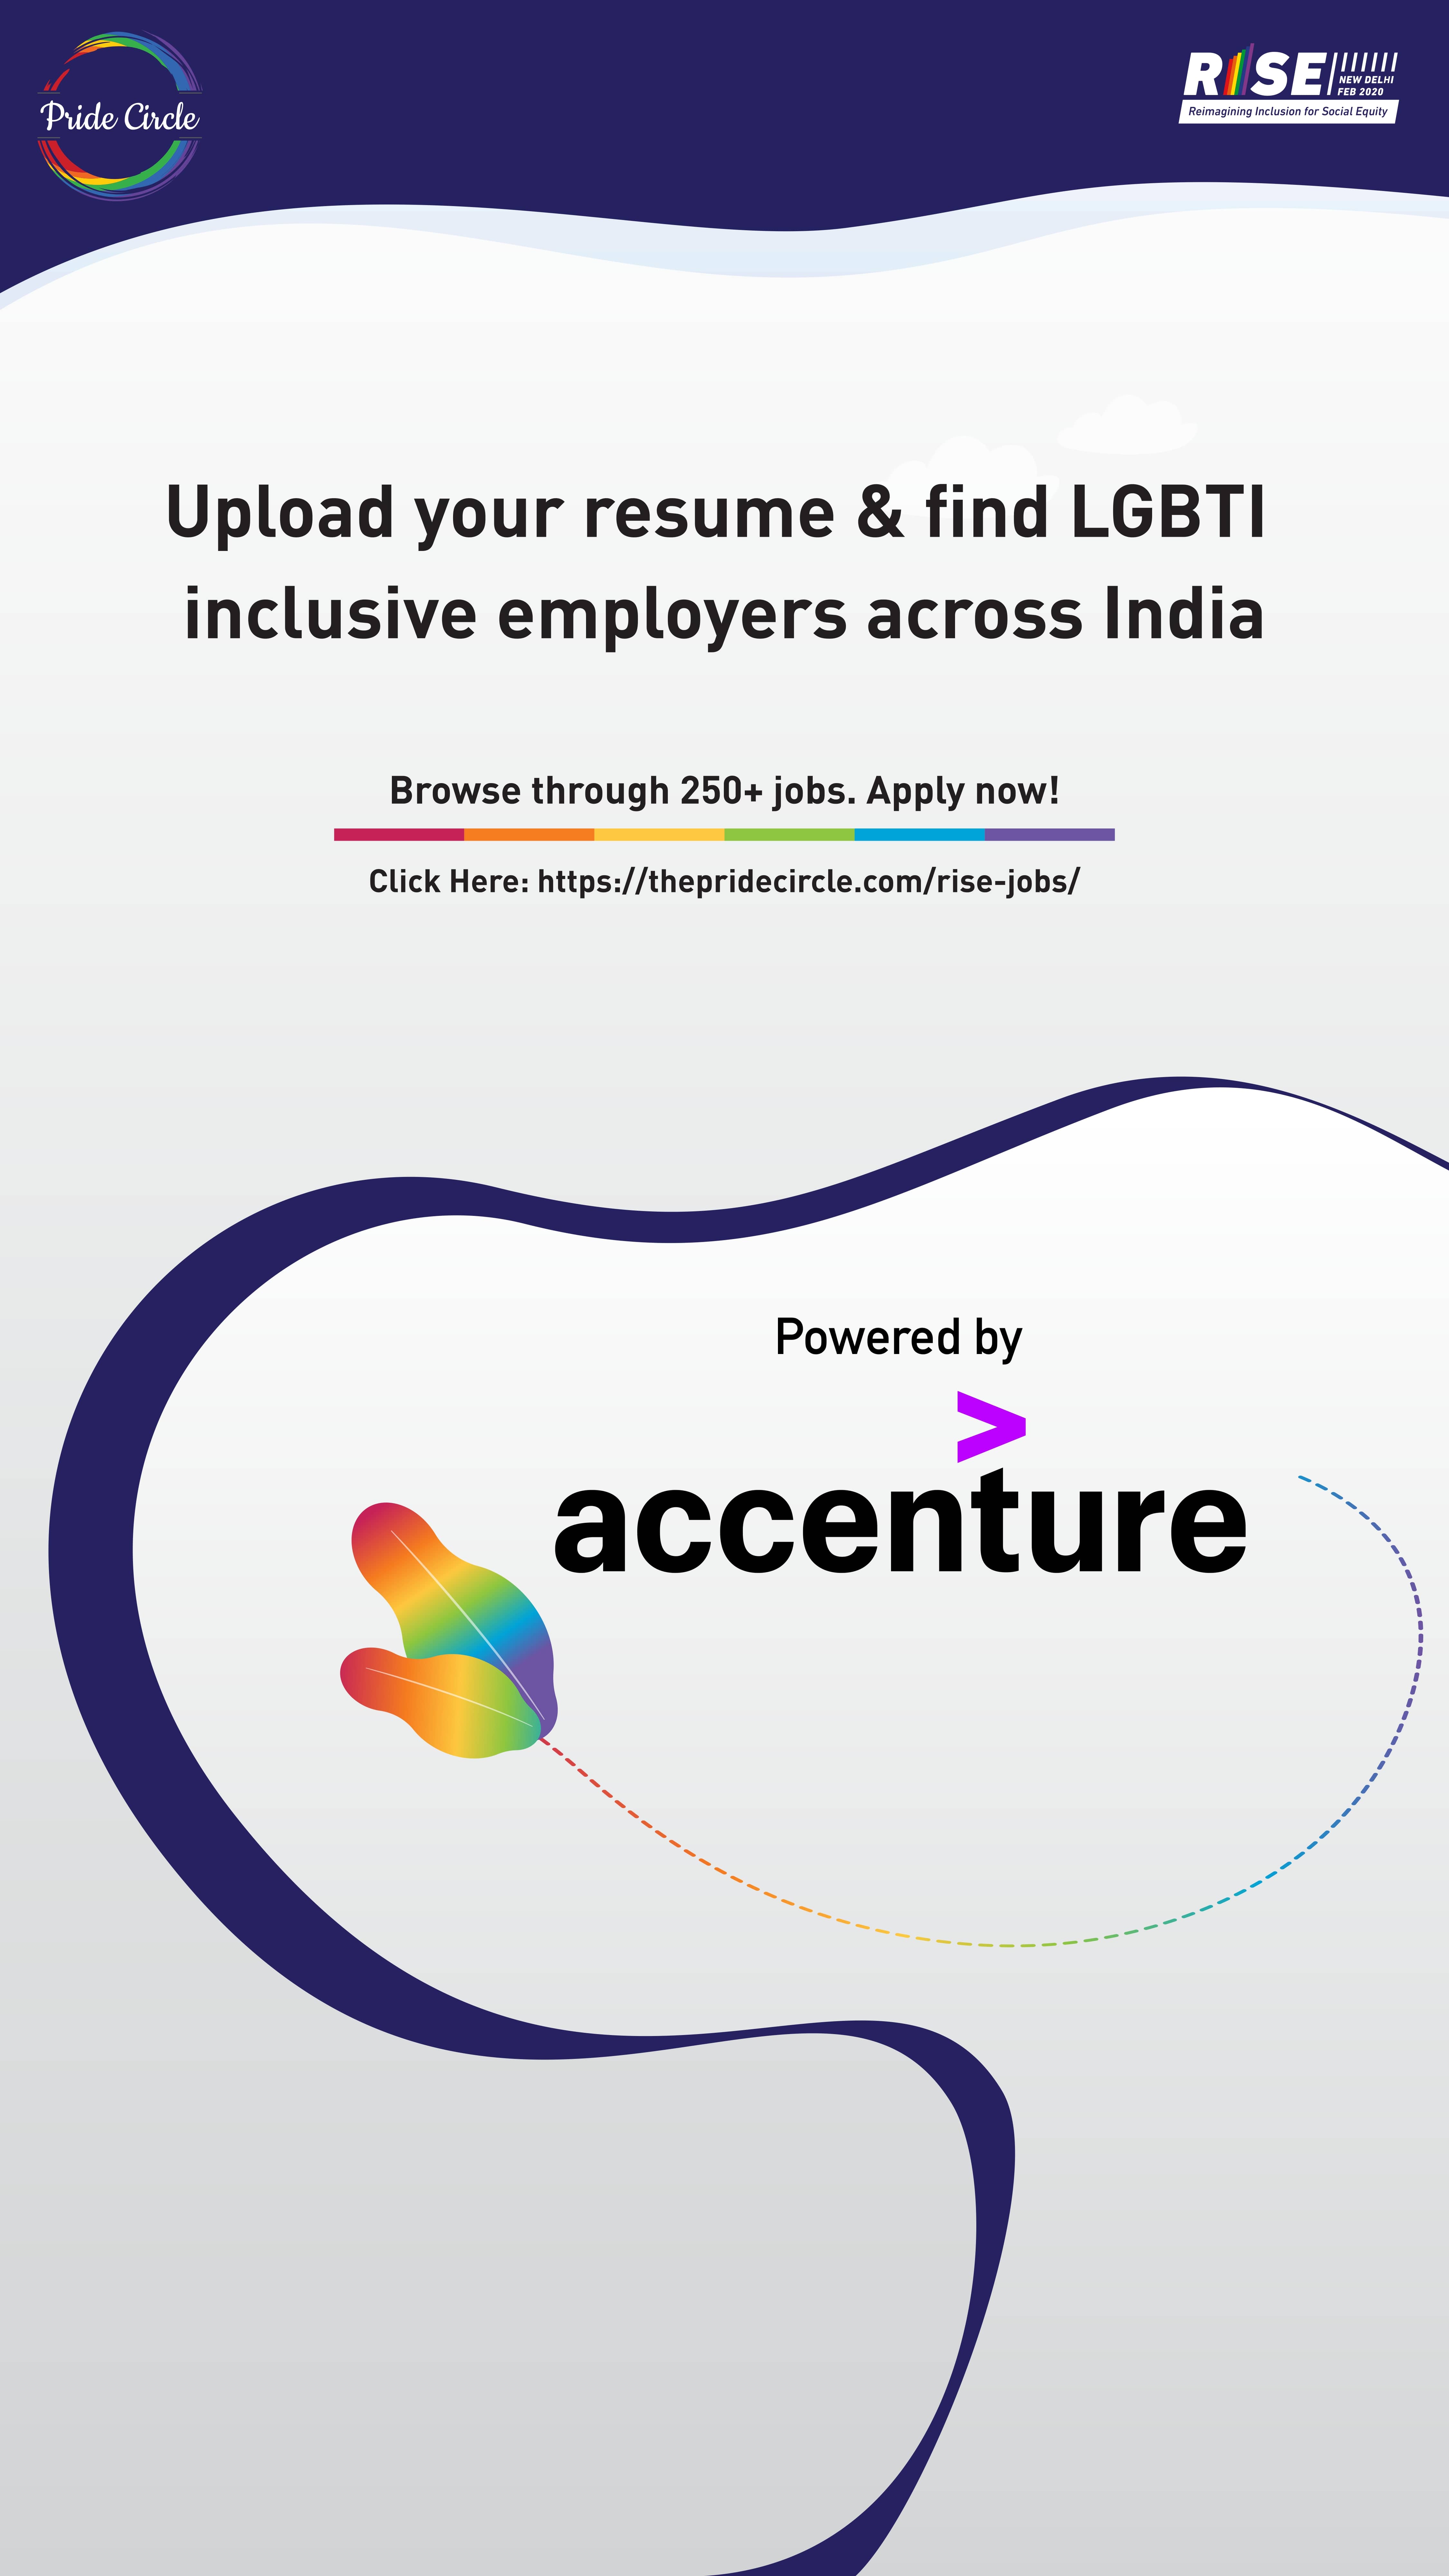 Pride Circle
RISE
NEW DELHI
FEB 2020
Reimagining Inclusion for Social Equity
Upload your resume & find LGBTI
inclusive employers across India
Browse through 250+ jobs. Apply now!
Click Here: https://thepridecircle.com/rise-jobs/
Powered by
>
accenture